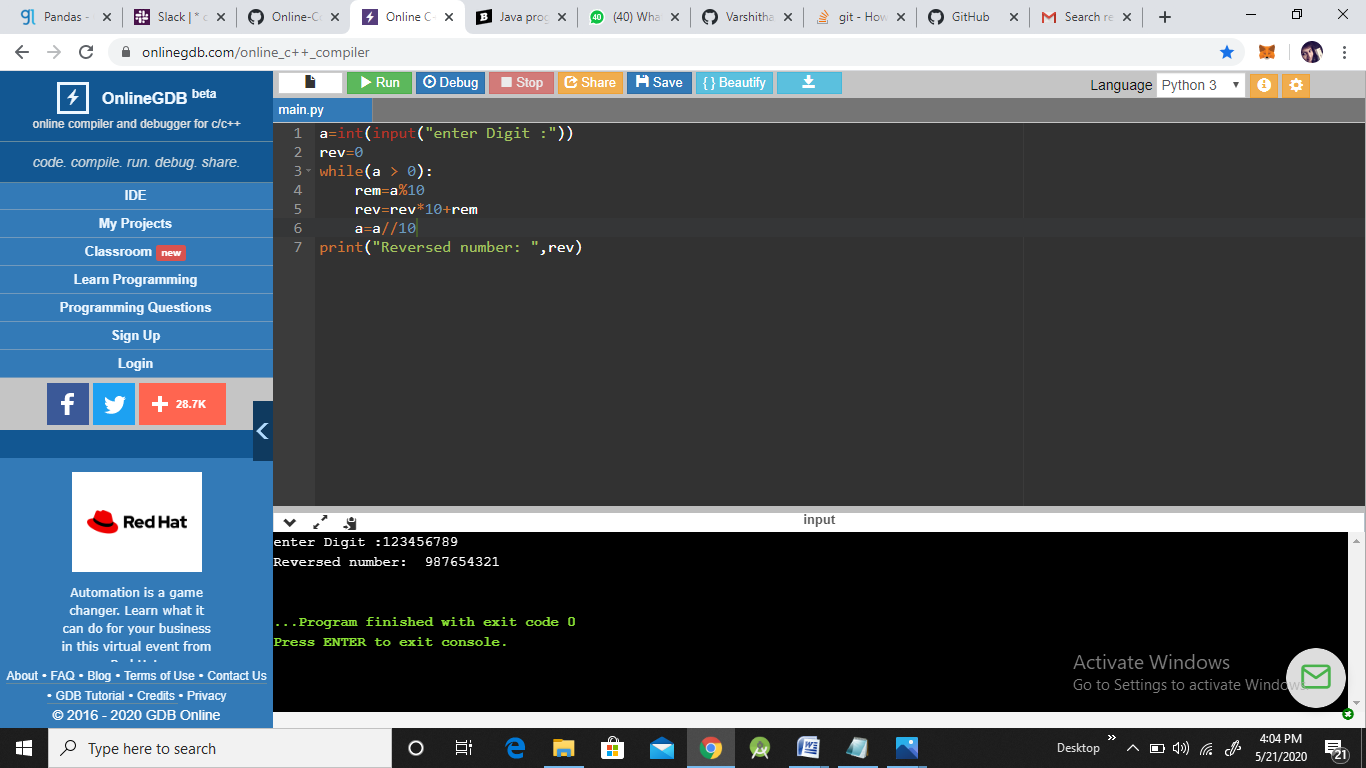 Pandas -
Slack | * c
Online-C
Online C
Java prog
(40) Wha
Varshitha
git - How
GitHub
Search re
onlinegdb.com/online_c++_compiler
OnlineGDB beta
online compiler and debugger for c/c++
code. compile. run. debug. share.
IDE
My Projects
Classroom new
Learn Programming
Programming Questions
Sign Up
Login
28.7K
Red Hat
Automation is a game
changer. Learn what it
can do for your business
in this virtual event from
About • FAQ • Blog • Terms of Use • Contact Us
• GDB Tutorial • Credits • Privacy
© 2016 - 2020 GDB Online
Run Debug Stop Share Save { } Beautify
Language Python 3
main.py
1 a=int(input("enter Digit :"))
2 rev=0
3 while(a > 0):
4     rem=a%10
5     rev=rev*10+rem
6     a=a//10
7 print("Reversed number: ",rev)
input
enter Digit :123456789
Reversed number:  987654321
...Program finished with exit code 0
Press ENTER to exit console.
Activate Windows
Go to Settings to activate Windows.
Type here to search
Desktop
4:04 PM
5/21/2020
21